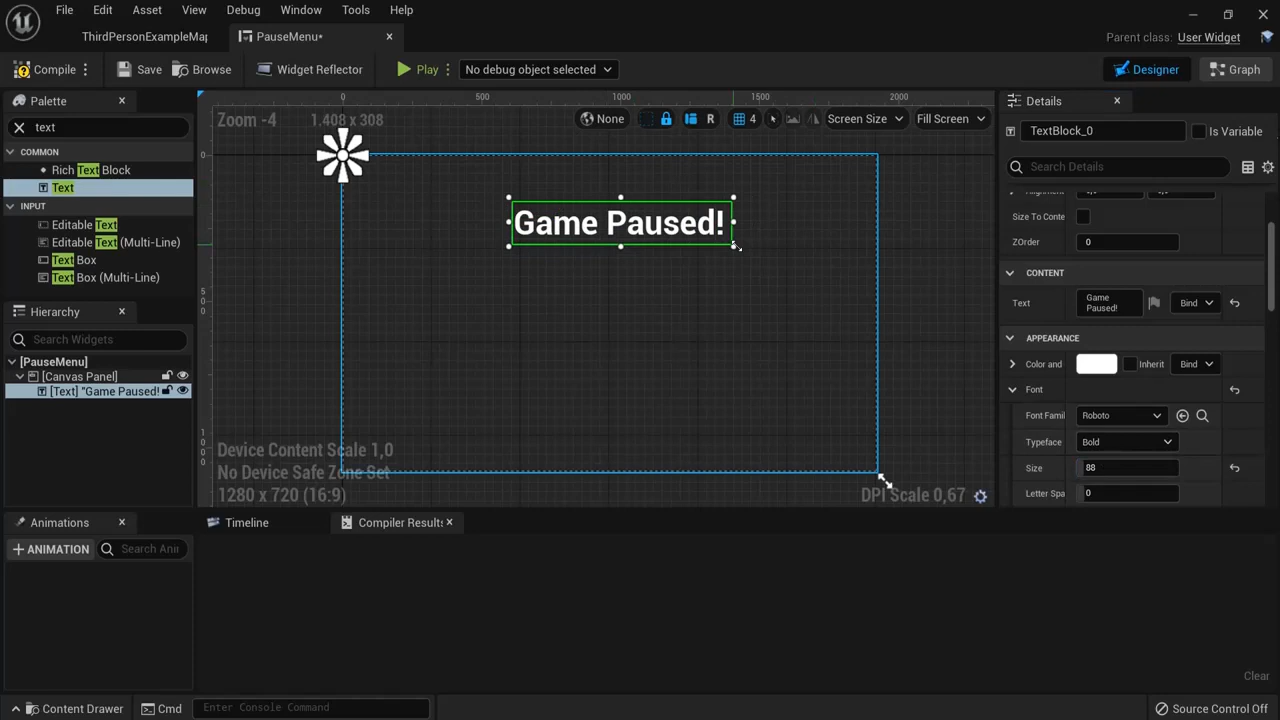 File Edit Asset View Debug Window Tools Help
ThirdPersonExampleMap PauseMenu* Parent class: User Widget
Compile Save Browse Widget Reflector Play No debug object selected Designer Graph
Palette
text
COMMON
Rich Text Block
Text
INPUT
Editable Text
Editable Text (Multi-Line)
Text Box
Text Box (Multi-Line)
Hierarchy
Search Widgets
[PauseMenu]
[Canvas Panel]
[Text] "Game Paused!
0 500 1000 1500 2000
Zoom -4 1.408 x 308 None R 4 Screen Size Fill Screen
0
500
1000
Game Paused!
Device Content Scale 1,0
No Device Safe Zone Set
1280 x 720 (16:9) DPI Scale 0,67
Details
TextBlock_0 Is Variable
Search Details
Size To Conte
ZOrder 0
CONTENT
Text Game Paused! Bind
APPEARANCE
Color and Inherit Bind
Font
Font Famil Roboto
Typeface Bold
Size 88
Letter Spa 0
Animations Timeline Compiler Results
+ ANIMATION Search Ani
Clear
Content Drawer Cmd Enter Console Command Source Control Off